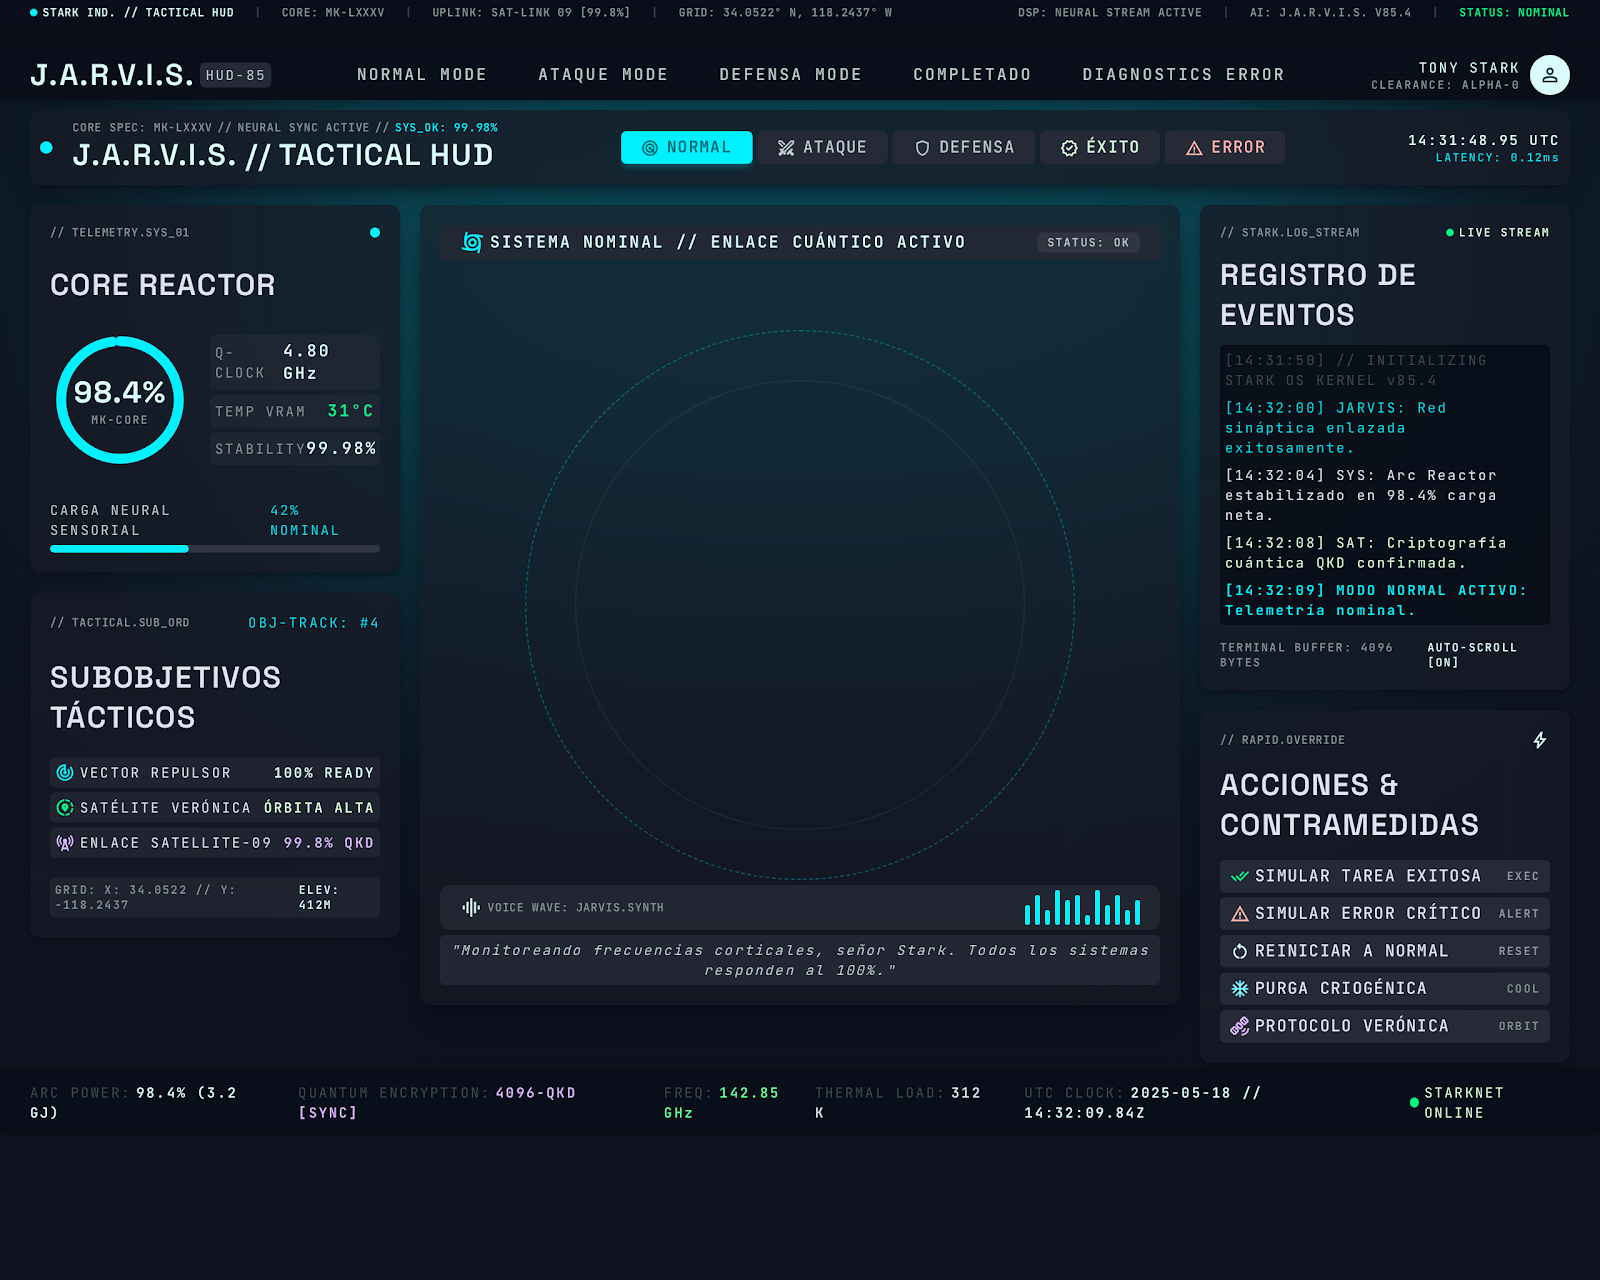 STARK IND. // TACTICAL HUD | CORE: MK-LXXXV | UPLINK: SAT-LINK 09 [99.8%] | GRID: 34.0522° N, 118.2437° W
DSP: NEURAL STREAM ACTIVE | AI: J.A.R.V.I.S. V85.4 | STATUS: NOMINAL
J.A.R.V.I.S. HUD-85
NORMAL MODE
ATAQUE MODE
DEFENSA MODE
COMPLETADO
DIAGNOSTICS ERROR
TONY STARK
CLEARANCE: ALPHA-0
CORE SPEC: MK-LXXXV // NEURAL SYNC ACTIVE // SYS_OK: 99.98%
J.A.R.V.I.S. // TACTICAL HUD
NORMAL
ATAQUE
DEFENSA
ÉXITO
ERROR
14:31:48.95 UTC
LATENCY: 0.12ms
// TELEMETRY.SYS_01
CORE REACTOR
98.4%
MK-CORE
Q-
CLOCK
4.80
GHz
TEMP VRAM 31°C
STABILITY 99.98%
CARGA NEURAL
SENSORIAL
42%
NOMINAL
// TACTICAL.SUB_ORD
OBJ-TRACK: #4
SUBOBJETIVOS
TÁCTICOS
VECTOR REPULSOR 100% READY
SATÉLITE VERÓNICA ÓRBITA ALTA
ENLACE SATELLITE-09 99.8% QKD
GRID: X: 34.0522 // Y:
-118.2437
ELEV:
412M
SISTEMA NOMINAL // ENLACE CUÁNTICO ACTIVO
STATUS: OK
VOICE WAVE: JARVIS.SYNTH
"Monitoreando frecuencias corticales, señor Stark. Todos los sistemas
responden al 100%."
// STARK.LOG_STREAM
LIVE STREAM
REGISTRO DE
EVENTOS
[14:31:50] // INITIALIZING
STARK OS KERNEL v85.4
[14:32:00] JARVIS: Red
sináptica enlazada
exitosamente.
[14:32:04] SYS: Arc Reactor
estabilizado en 98.4% carga
neta.
[14:32:08] SAT: Criptografía
cuántica QKD confirmada.
[14:32:09] MODO NORMAL ACTIVO:
Telemetría nominal.
TERMINAL BUFFER: 4096
BYTES
AUTO-SCROLL
[ON]
// RAPID.OVERRIDE
ACCIONES &
CONTRAMEDIDAS
SIMULAR TAREA EXITOSA EXEC
SIMULAR ERROR CRÍTICO ALERT
REINICIAR A NORMAL RESET
PURGA CRIOGÉNICA COOL
PROTOCOLO VERÓNICA ORBIT
ARC POWER: 98.4% (3.2
GJ)
QUANTUM ENCRYPTION: 4096-QKD
[SYNC]
FREQ: 142.85
GHz
THERMAL LOAD: 312
K
UTC CLOCK: 2025-05-18 //
14:32:09.84Z
STARKNET
ONLINE